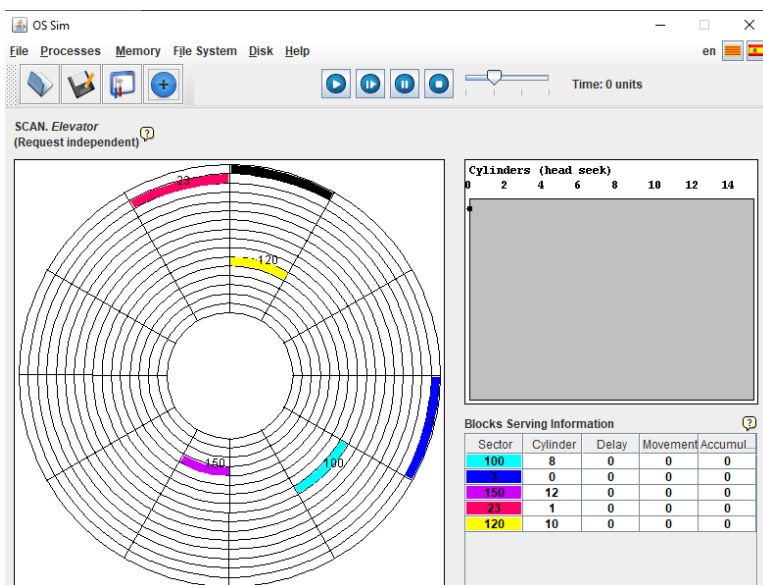 OS Sim
File Processes Memory File System Disk Help en
Time: 0 units
SCAN. Elevator
(Request independent)
23
120
150
100
Cylinders (head seek)
0 2 4 6 8 10 12 14
Blocks Serving Information
Sector Cylinder Delay Movement Accumul...
100 8 0 0 0
3 0 0 0 0
150 12 0 0 0
23 1 0 0 0
120 10 0 0 0